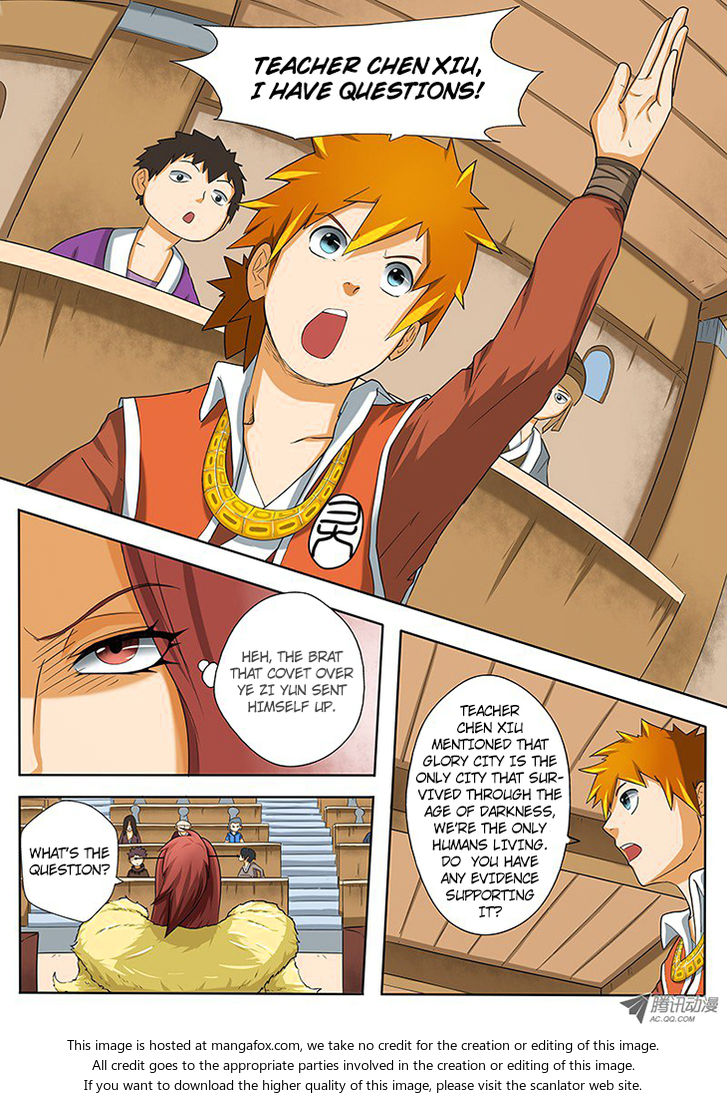 TEACHER CHEN XIU,
I HAVE QUESTIONS!
HEH, THE BRAT
THAT COVET OVER
YE ZI YUN SENT
HIMSELF UP.
TEACHER
CHEN XIU
MENTIONED THAT
GLORY CITY IS THE
ONLY CITY THAT SUR-
VIVED THROUGH THE
AGE OF DARKNESS,
WE'RE THE ONLY
HUMANS LIVING.
DO YOU HAVE
ANY EVIDENCE
SUPPORTING
IT?
WHAT'S THE
QUESTION?
腾讯动漫
AC.QQ.COM
This image is hosted at mangafox.com, we take no credit for the creation or editing of this image.
All credit goes to the appropriate parties involved in the creation or editing of this image.
If you want to download the higher quality of this image, please visit the scanlator web site.